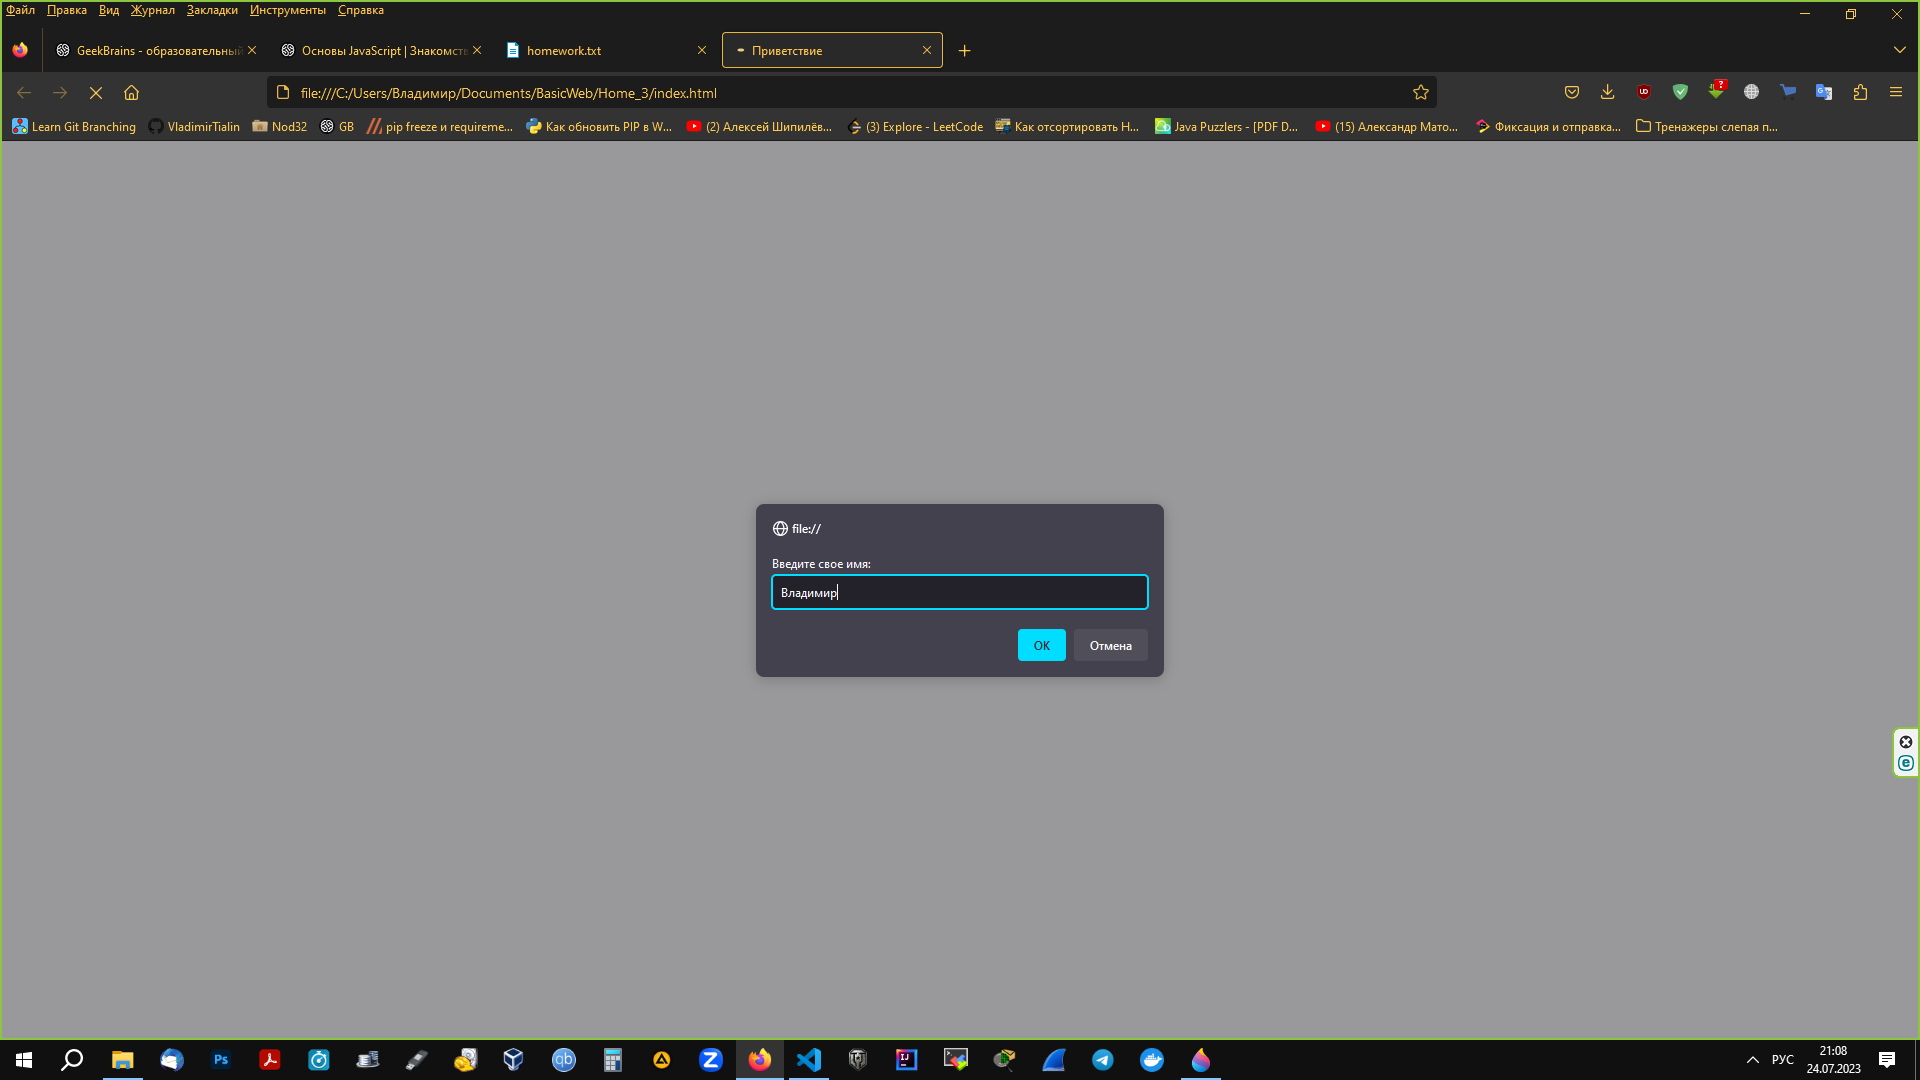 Файл Правка Вид Журнал Закладки Инструменты Справка
GeekBrains - образовательный Основы JavaScript | Знакомств homework.txt Приветствие
file:///C:/Users/Владимир/Documents/BasicWeb/Home_3/index.html
Learn Git Branching VladimirTialin Nod32 GB pip freeze и requireme... Как обновить PIP в W... (2) Алексей Шипилёв... (3) Explore - LeetCode Как отсортировать H... Java Puzzlers - [PDF D... (15) Александр Мато... Фиксация и отправка... Тренажеры слепая п...
file://
Введите свое имя:
Владимир
OK Отмена
РУС
21:08
24.07.2023